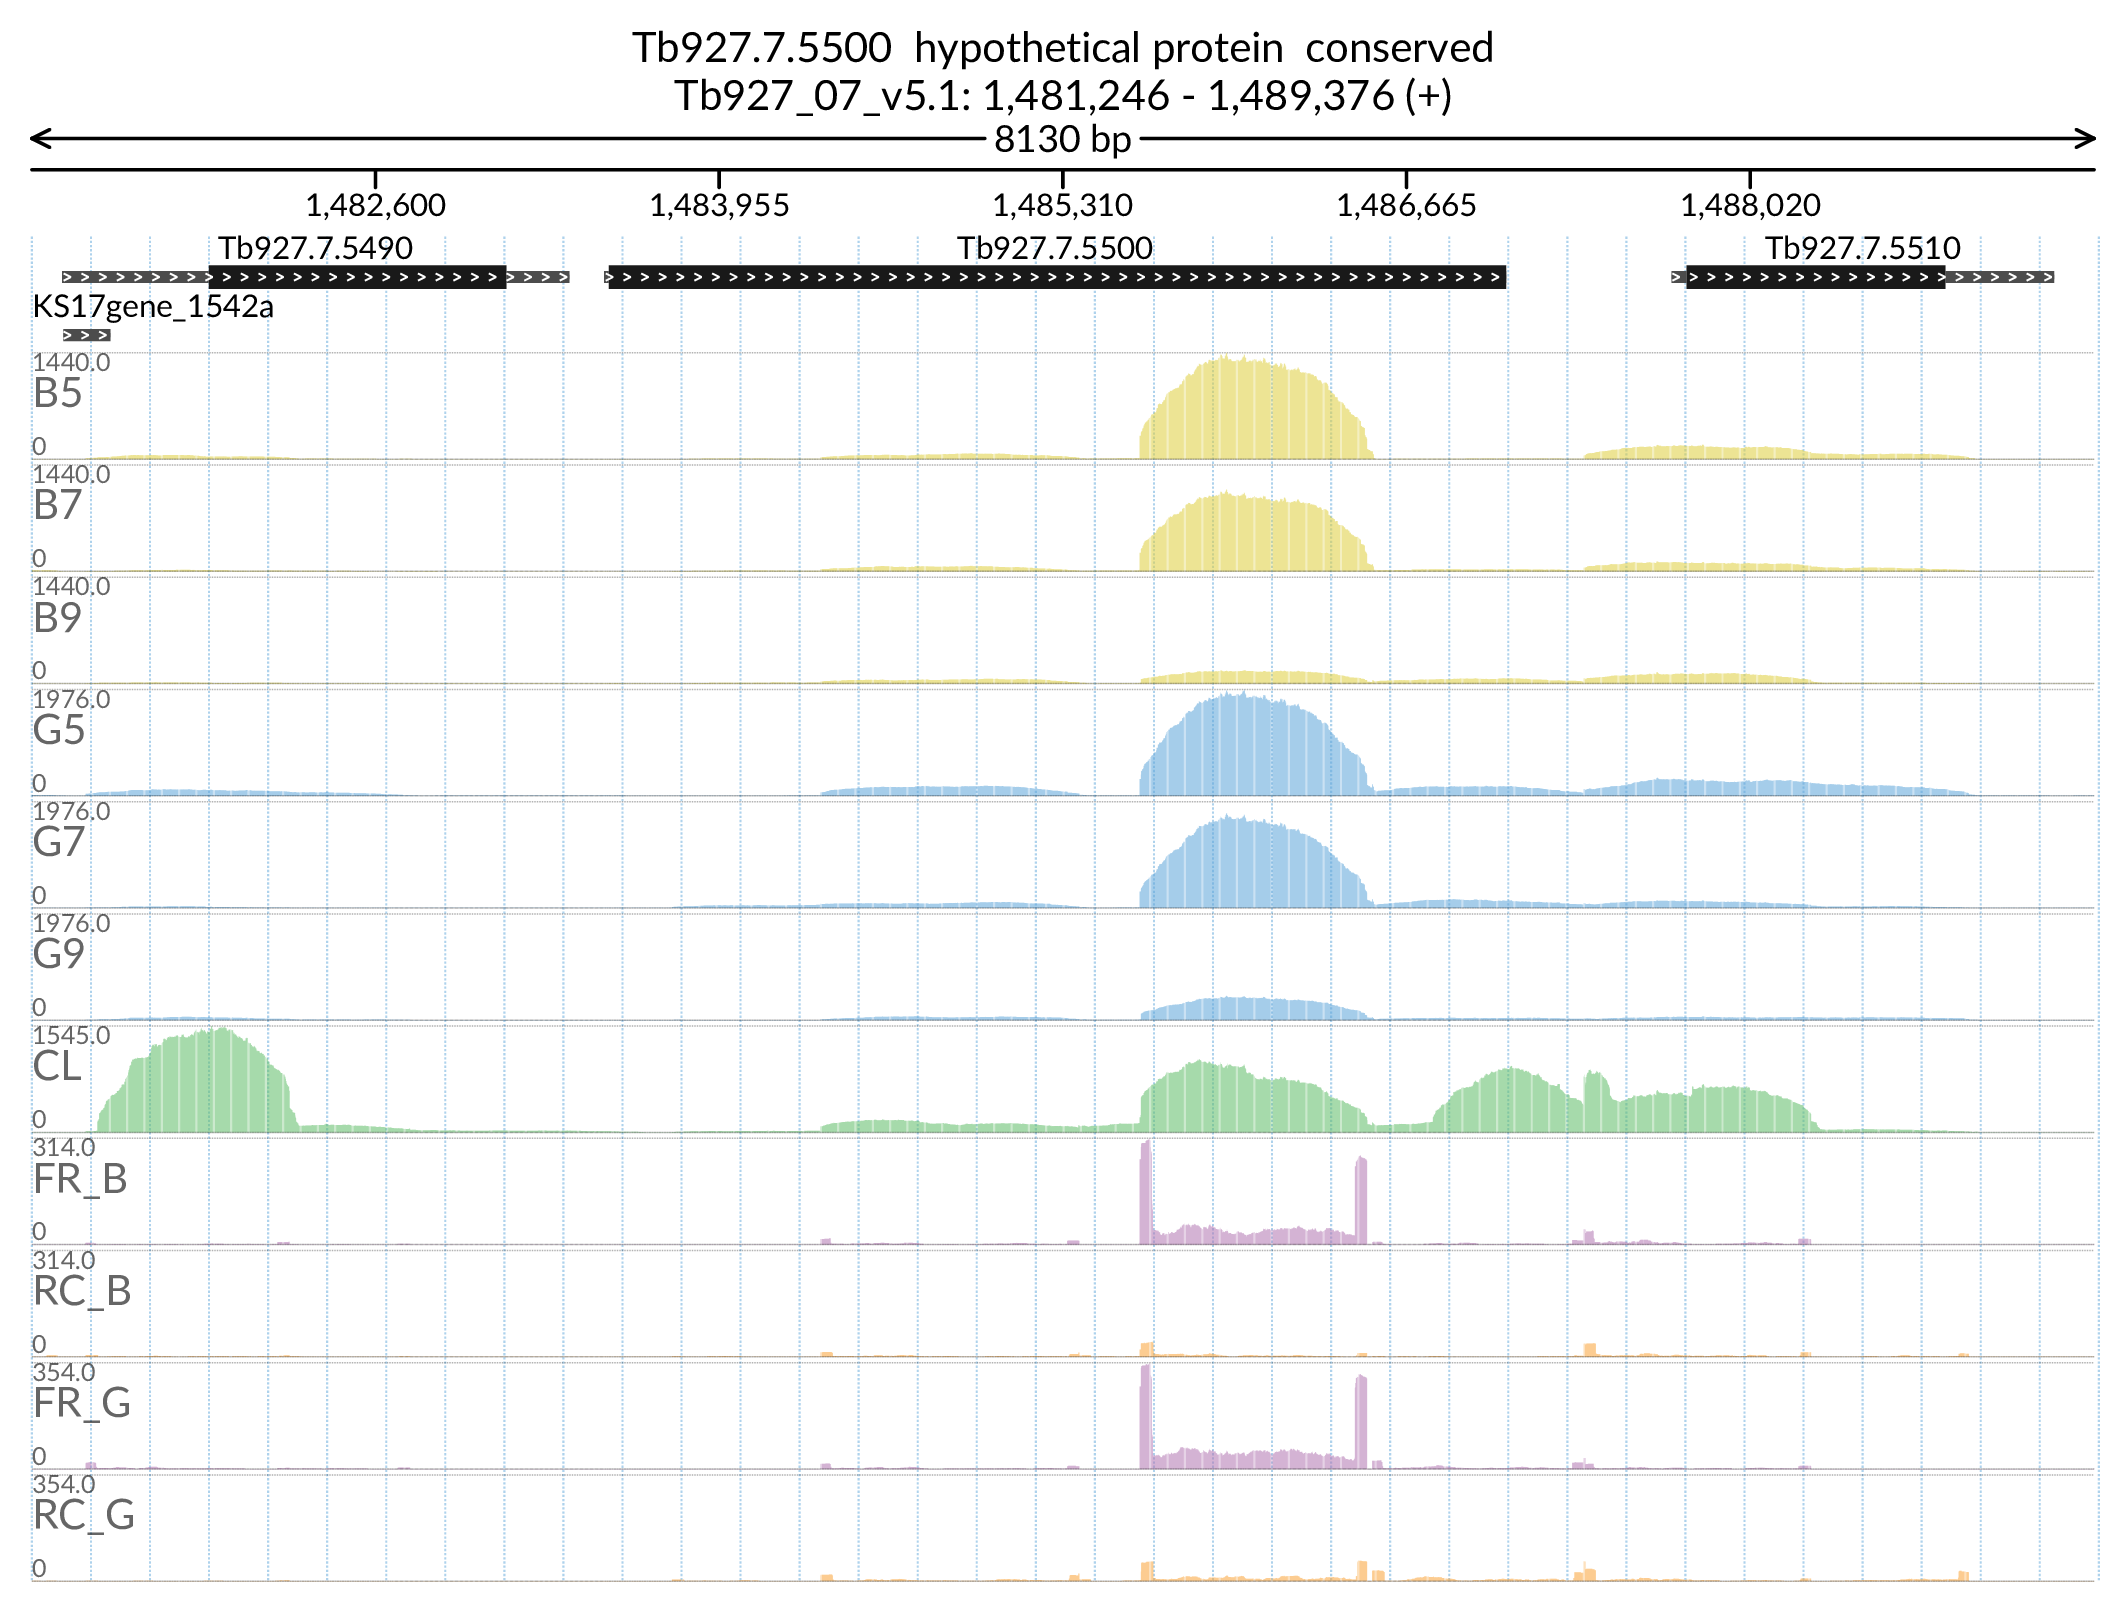 Tb927.7.5500 hypothetical protein conserved
Tb927_07_v5.1: 1,481,246 - 1,489,376 (+)
8130 bp
1,482,600 1,483,955 1,485,310 1,486,665 1,488,020
Tb927.7.5490 Tb927.7.5500 Tb927.7.5510
KS17gene_1542a
1440.0
B5
0
1440.0
B7
0
1440.0
B9
0
1976.0
G5
0
1976.0
G7
0
1976.0
G9
0
1545.0
CL
0
314.0
FR_B
0
314.0
RC_B
0
354.0
FR_G
0
354.0
RC_G
0